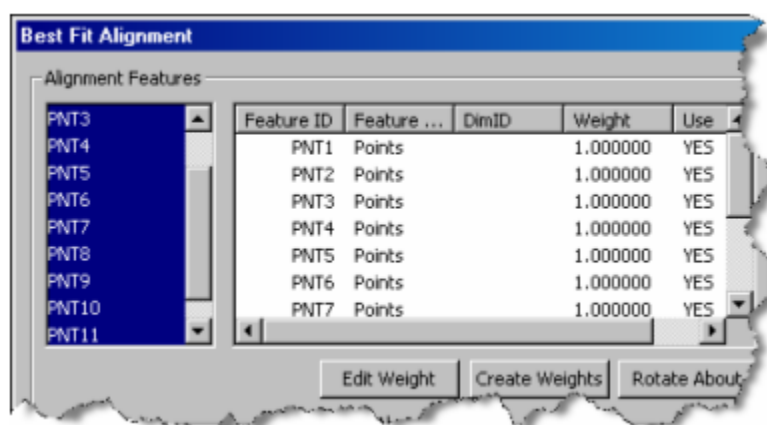 Best Fit Alignment
Alignment Features
PNT3
PNT4
PNT5
PNT6
PNT7
PNT8
PNT9
PNT10
PNT11
Feature ID Feature ... DimID Weight Use
PNT1 Points 1.000000 YES
PNT2 Points 1.000000 YES
PNT3 Points 1.000000 YES
PNT4 Points 1.000000 YES
PNT5 Points 1.000000 YES
PNT6 Points 1.000000 YES
PNT7 Points 1.000000 YES
Edit Weight Create Weights Rotate About